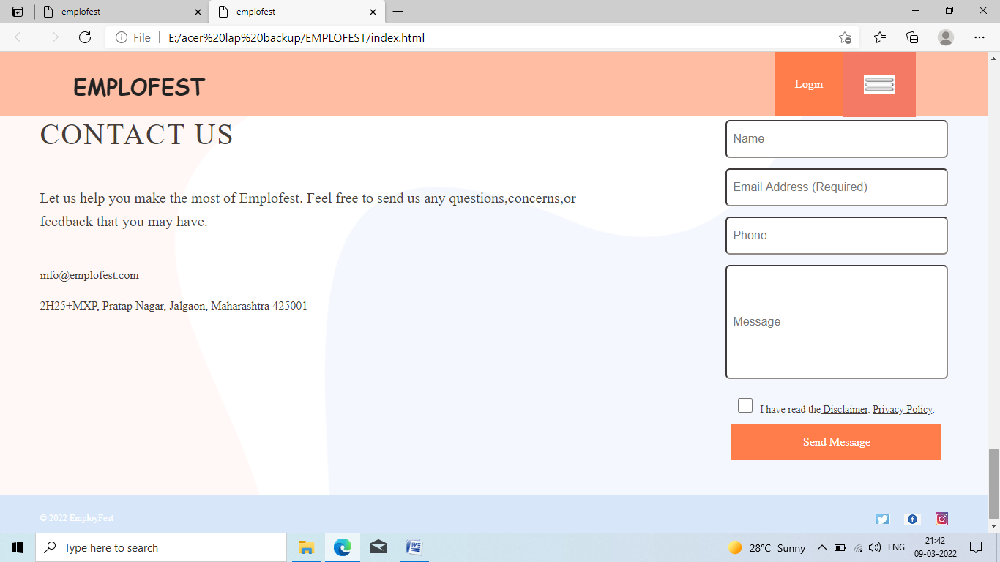 emplofest
emplofest
File
E:/acer%20lap%20backup/EMPLOFEST/index.html
EMPLOFEST
Login
CONTACT US
Let us help you make the most of Emplofest. Feel free to send us any questions,concerns,or
feedback that you may have.
info@emplofest.com
2H25+MXP, Pratap Nagar, Jalgaon, Maharashtra 425001
Name
Email Address (Required)
Phone
Message
I have read the Disclaimer. Privacy Policy.
Send Message
© 2022 EmployFest
Type here to search
28°C Sunny
ENG
21:42
09-03-2022